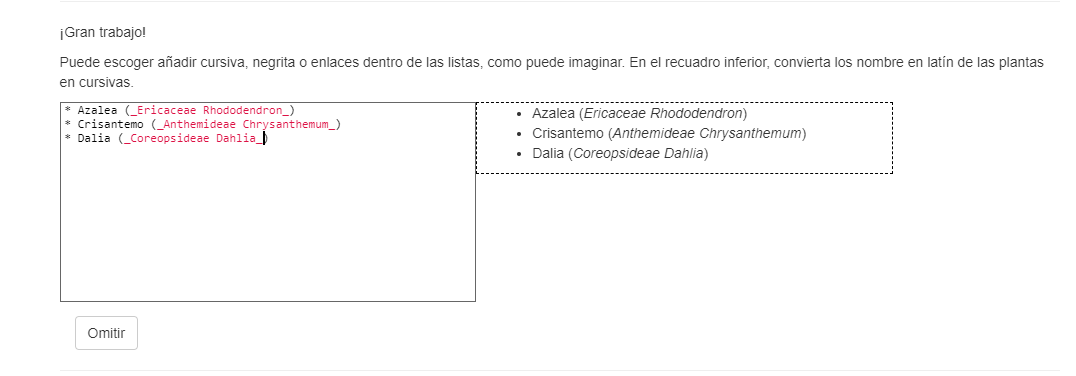 ¡Gran trabajo!
Puede escoger añadir cursiva, negrita o enlaces dentro de las listas, como puede imaginar. En el recuadro inferior, convierta los nombre en latín de las plantas
en cursivas.
* Azalea (_Ericaceae Rhododendron_)
* Crisantemo (_Anthemideae Chrysanthemum_)
* Dalia (_Coreopsideae Dahlia_)
• Azalea (Ericaceae Rhododendron)
• Crisantemo (Anthemideae Chrysanthemum)
• Dalia (Coreopsideae Dahlia)
Omitir